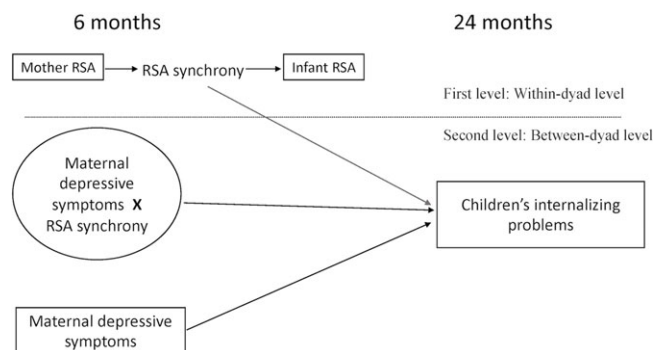 6 months
24 months
Mother RSA
RSA synchrony
Infant RSA
First level: Within-dyad level
Second level: Between-dyad level
Maternal
depressive
symptoms X
RSA synchrony
Children's internalizing
problems
Maternal depressive
symptoms